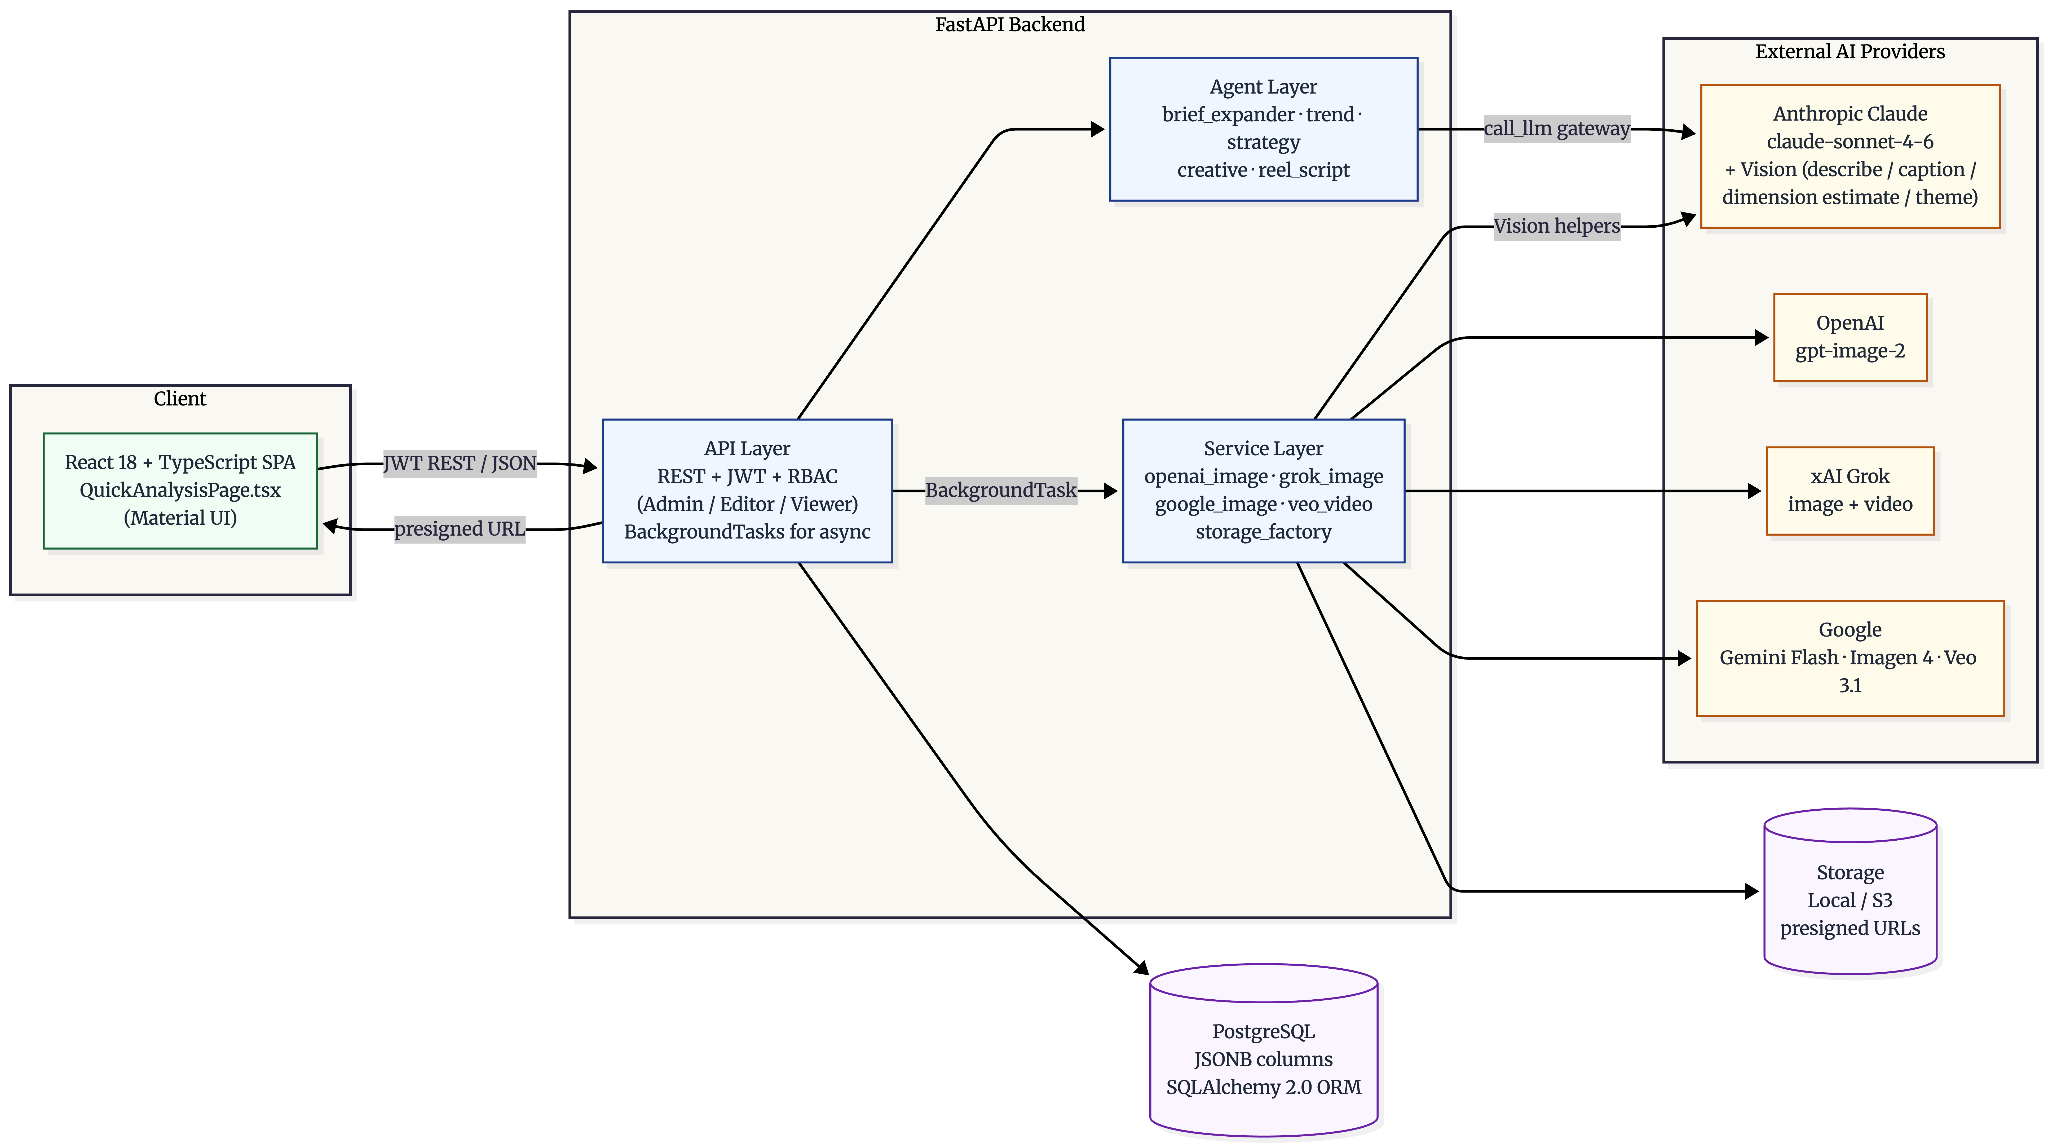 FastAPI Backend
External AI Providers
Agent Layer
brief_expander · trend ·
strategy
creative · reel_script
call_llm gateway
Anthropic Claude
claude-sonnet-4-6
+ Vision (describe / caption /
dimension estimate / theme)
Vision helpers
OpenAI
gpt-image-2
Client
React 18 + TypeScript SPA
QuickAnalysisPage.tsx
(Material UI)
JWT REST / JSON
presigned URL
API Layer
REST + JWT + RBAC
(Admin / Editor / Viewer)
BackgroundTasks for async
BackgroundTask
Service Layer
openai_image · grok_image
google_image · veo_video
storage_factory
xAI Grok
image + video
Google
Gemini Flash · Imagen 4 · Veo
3.1
Storage
Local / S3
presigned URLs
PostgreSQL
JSONB columns
SQLAlchemy 2.0 ORM